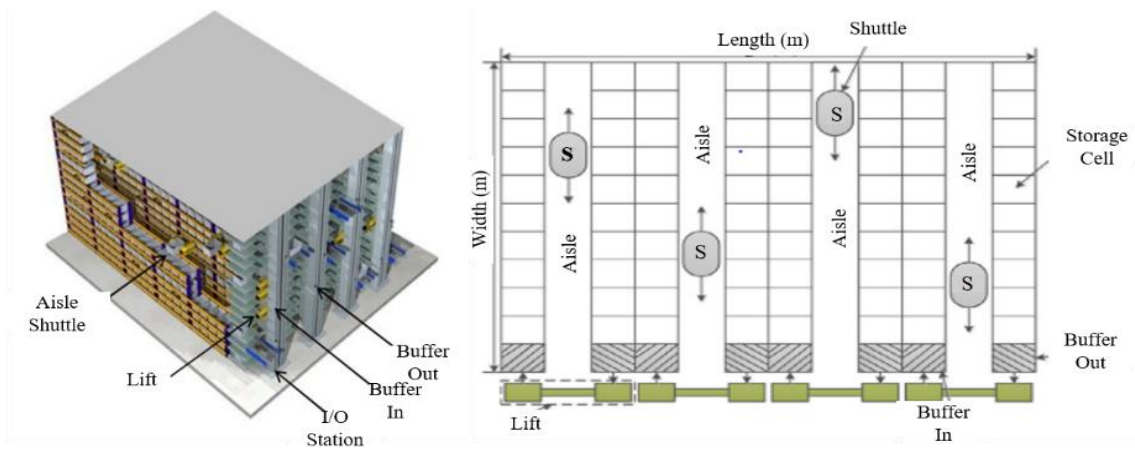 Aisle
Shuttle
Lift
I/O
Station
Buffer
In
Buffer
Out
Length (m)
Shuttle
Width (m)
S
Aisle
S
Aisle
S
Aisle
Aisle
S
Storage
Cell
Buffer
Out
Lift
Buffer
In